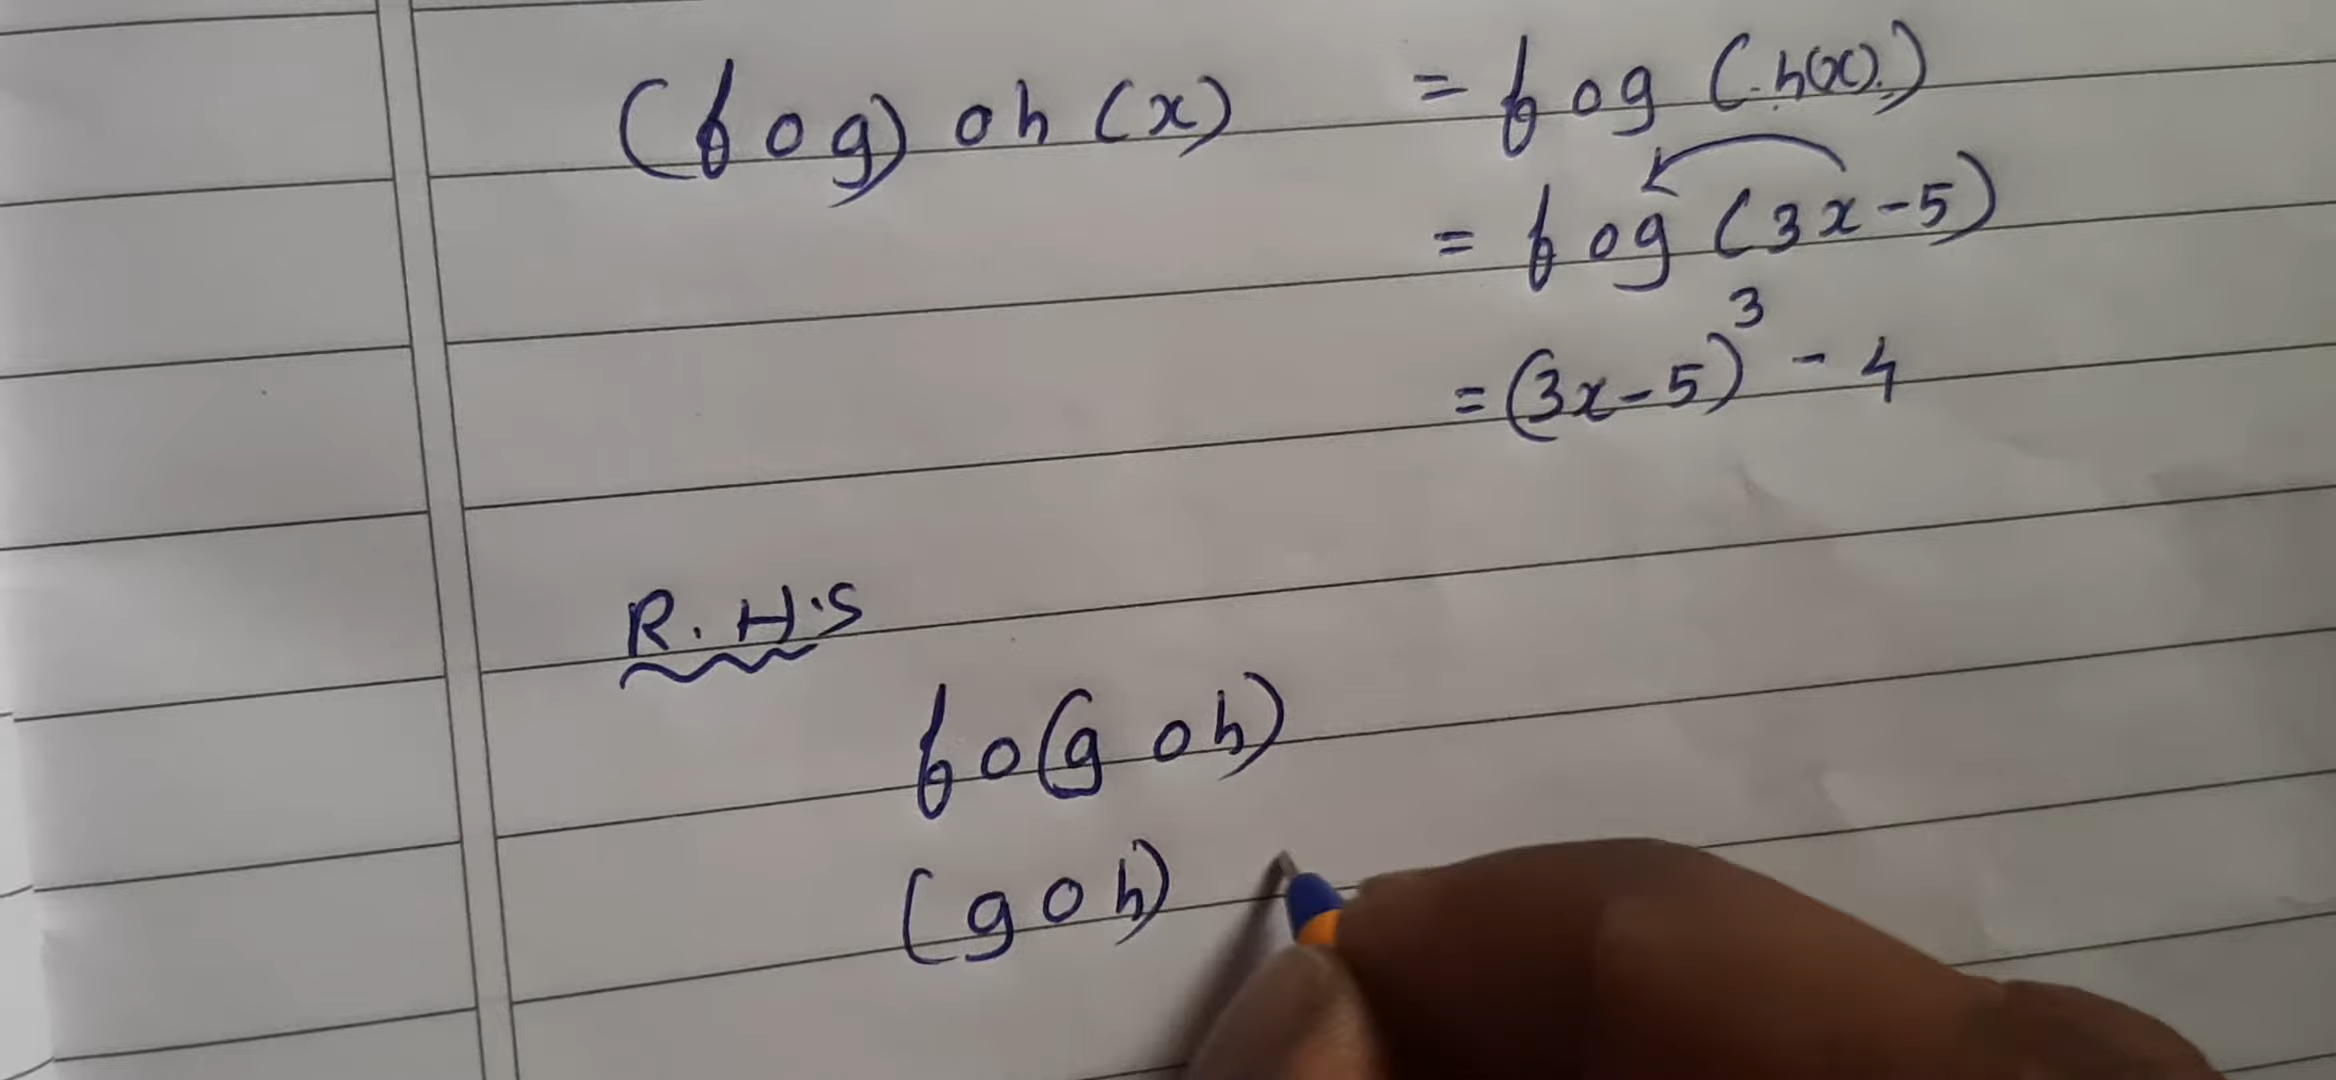 (fog) oh (x) = fog (h(x))
= fog (3x-5)
= (3x-5)³ - 4
R.H.S
fo(goh)
(goh)